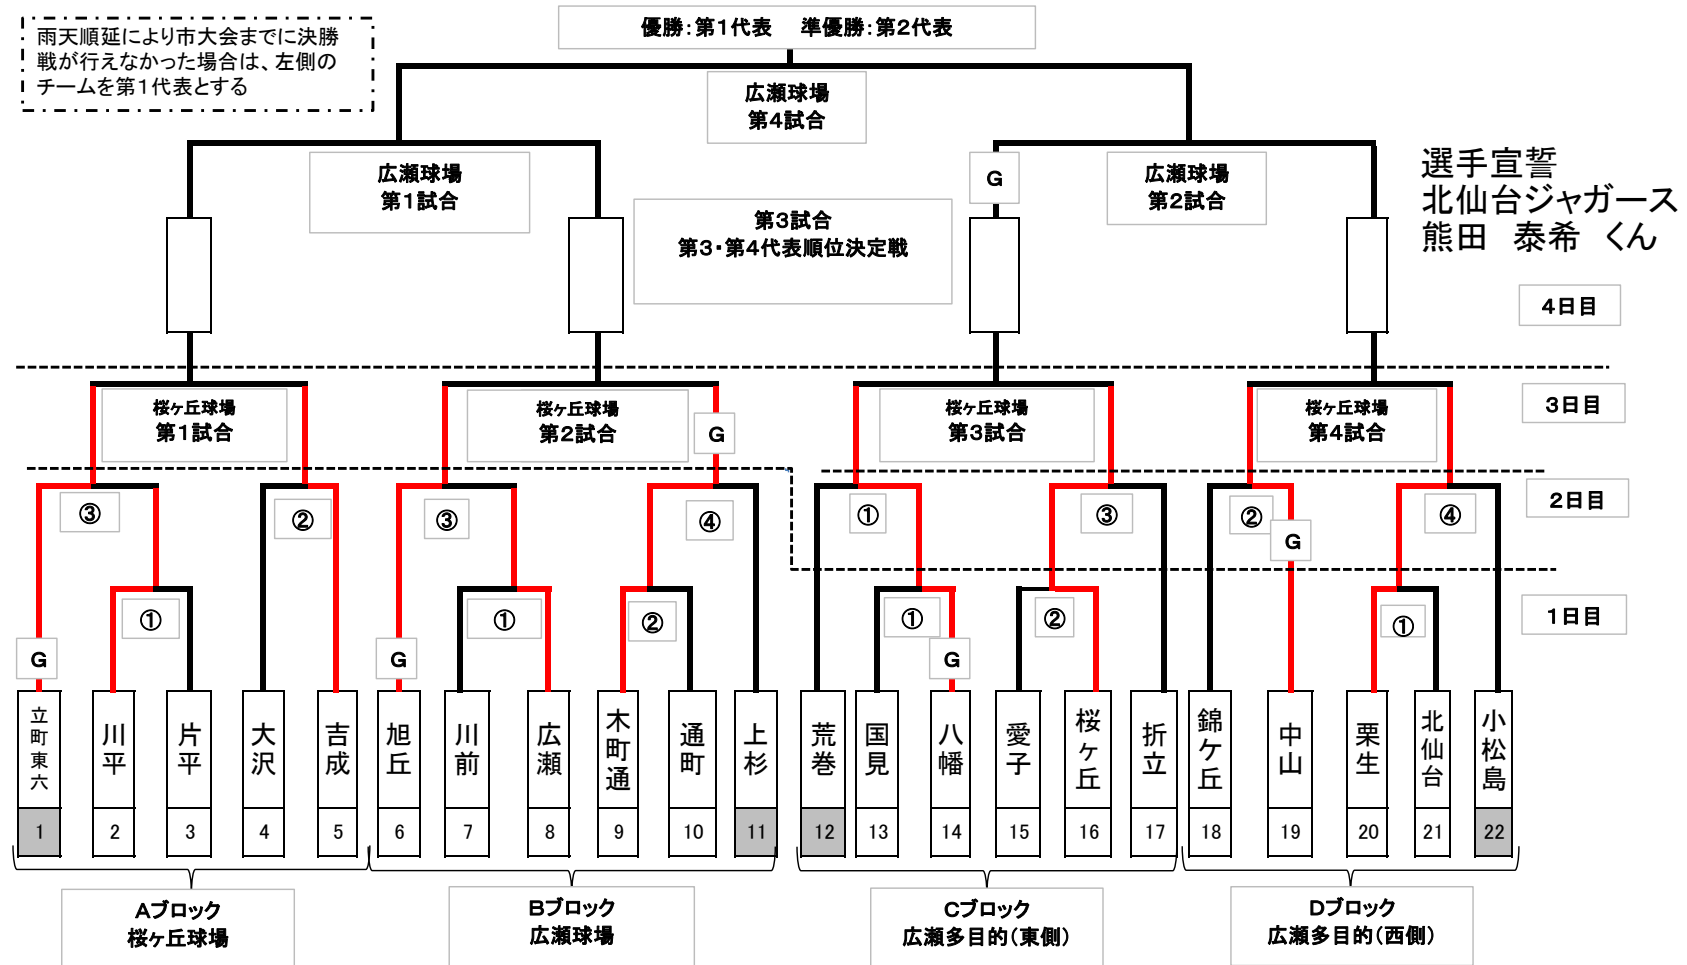 優勝：第1代表　準優勝：第2代表
雨天順延により市大会までに決勝
戦が行えなかった場合は、左側の
チームを第1代表とする
広瀬球場
第4試合
広瀬球場
第1試合
G
広瀬球場
第2試合
選手宣誓
北仙台ジャガース
熊田　泰希　くん
第3試合
第3・第4代表順位決定戦
4日目
桜ヶ丘球場
第1試合
桜ヶ丘球場
第2試合
G
桜ヶ丘球場
第3試合
桜ヶ丘球場
第4試合
3日目
③
②
③
④
①
③
②
G
④
2日目
①
①
②
①
②
①
1日目
G
G
G
立町東六
川平
片平
大沢
吉成
旭丘
川前
広瀬
木町通
通町
上杉
荒巻
国見
八幡
愛子
桜ヶ丘
折立
錦ケ丘
中山
栗生
北仙台
小松島
1
2
3
4
5
6
7
8
9
10
11
12
13
14
15
16
17
18
19
20
21
22
Aブロック
桜ヶ丘球場
Bブロック
広瀬球場
Cブロック
広瀬多目的（東側）
Dブロック
広瀬多目的（西側）